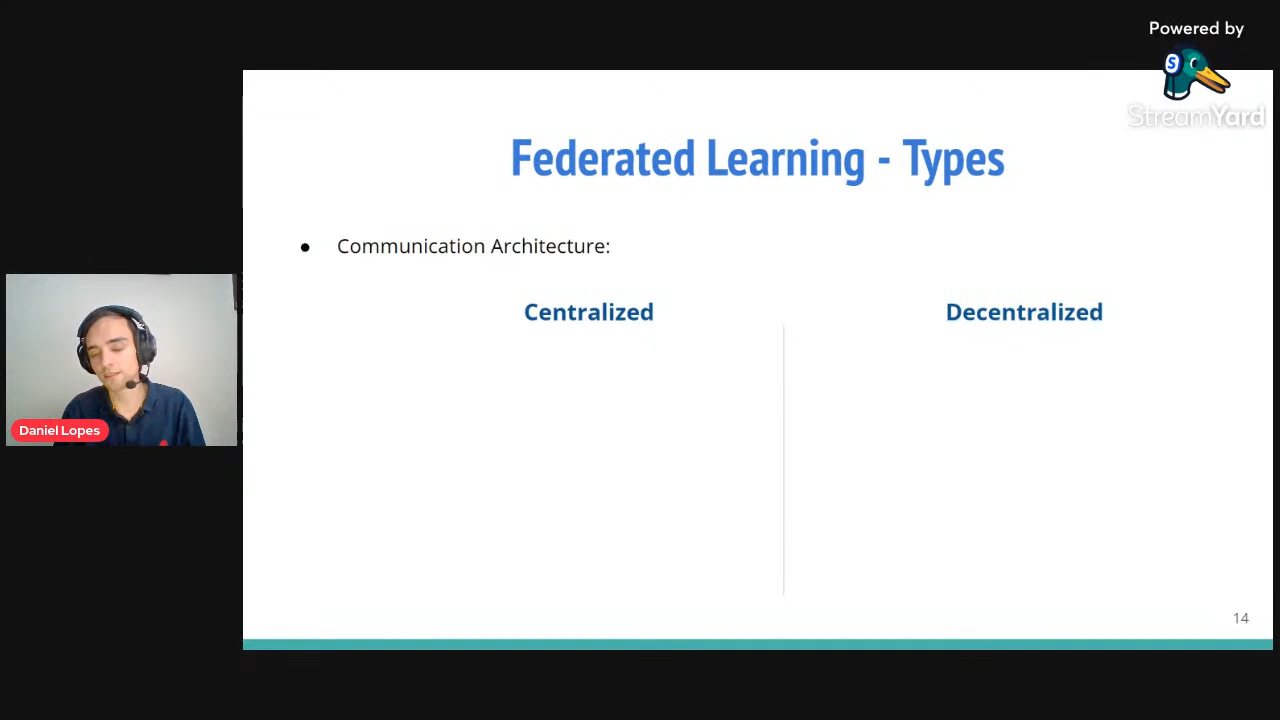 Powered by
S
StreamYard
Federated Learning - Types
● Communication Architecture:
Centralized
Decentralized
Daniel Lopes
14